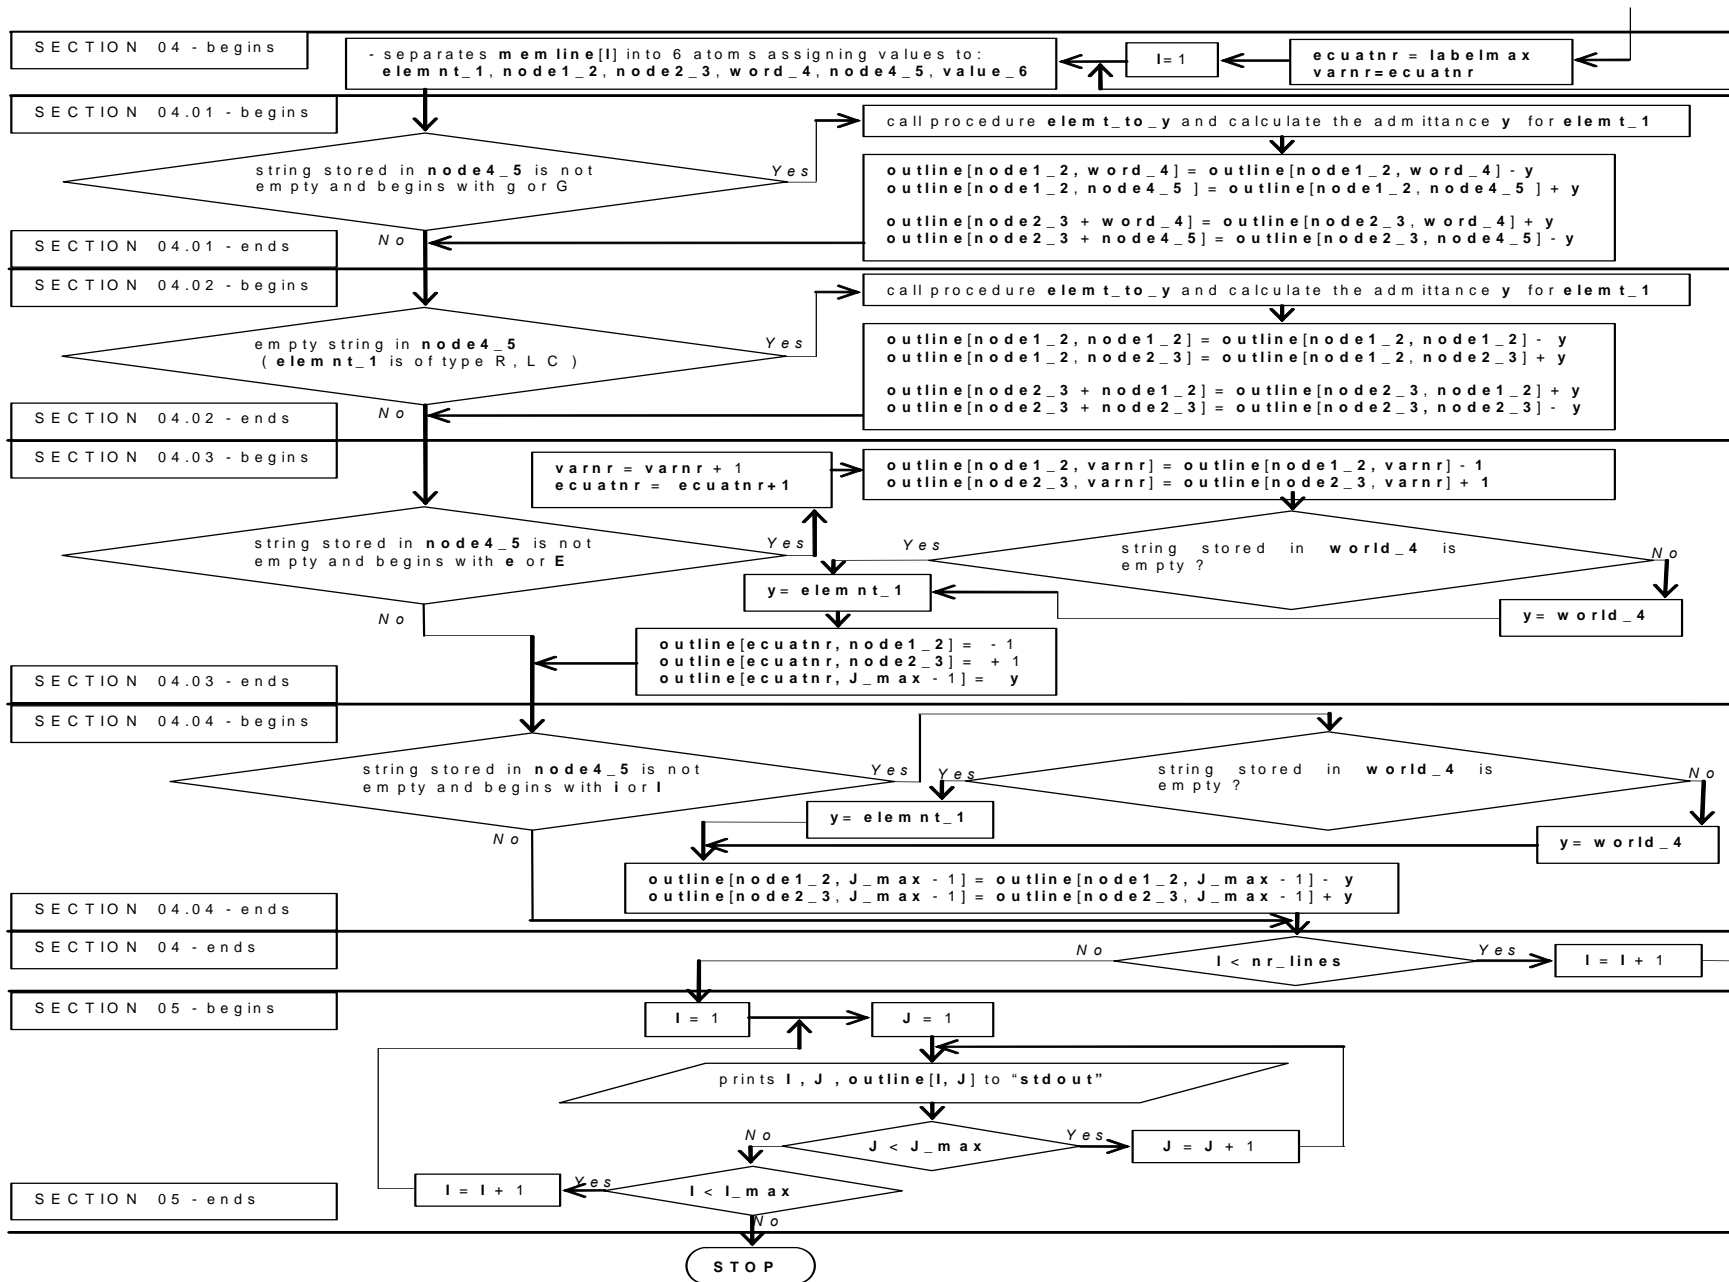 SECTION 04 - begins
- separates memline[I] into 6 atoms assigning values to:
elemnt_1, node1_2, node2_3, word_4, node4_5, value_6
I= 1
ecuatnr = labelmax
varnr=ecuatnr
SECTION 04.01 - begins
call procedure elemt_to_y and calculate the admittance y for elemt_1
string stored in node4_5 is not
empty and begins with g or G
Yes
No
outline[node1_2, word_4] = outline[node1_2, word_4] - y
outline[node1_2, node4_5 ] = outline[node1_2, node4_5 ] + y
outline[node2_3 + word_4] = outline[node2_3, word_4] + y
outline[node2_3 + node4_5] = outline[node2_3, node4_5] - y
SECTION 04.01 - ends
SECTION 04.02 - begins
call procedure elemt_to_y and calculate the admittance y for elemt_1
empty string in node4_5
( elemnt_1 is of type R, L C )
Yes
No
outline[node1_2, node1_2] = outline[node1_2, node1_2] - y
outline[node1_2, node2_3] = outline[node1_2, node2_3] + y
outline[node2_3 + node1_2] = outline[node2_3, node1_2] + y
outline[node2_3 + node2_3] = outline[node2_3, node2_3] - y
SECTION 04.02 - ends
SECTION 04.03 - begins
varnr = varnr + 1
ecuatnr = ecuatnr+1
outline[node1_2, varnr] = outline[node1_2, varnr] - 1
outline[node2_3, varnr] = outline[node2_3, varnr] + 1
string stored in node4_5 is not
empty and begins with e or E
Yes
No
string stored in world_4 is
empty ?
Yes
No
y= elemnt_1
y= world_4
outline[ecuatnr, node1_2] = - 1
outline[ecuatnr, node2_3] = + 1
outline[ecuatnr, J_max - 1] = y
SECTION 04.03 - ends
SECTION 04.04 - begins
string stored in node4_5 is not
empty and begins with i or I
Yes
No
string stored in world_4 is
empty ?
Yes
No
y= elemnt_1
y= world_4
outline[node1_2, J_max - 1] = outline[node1_2, J_max - 1] - y
outline[node2_3, J_max - 1] = outline[node2_3, J_max - 1] + y
SECTION 04.04 - ends
SECTION 04 - ends
No
I < nr_lines
Yes
I = I + 1
SECTION 05 - begins
I = 1
J = 1
prints I, J, outline[I, J] to “stdout”
No
J < J_max
Yes
J = J + 1
I = I + 1
Yes
I < I_max
No
SECTION 05 - ends
STOP